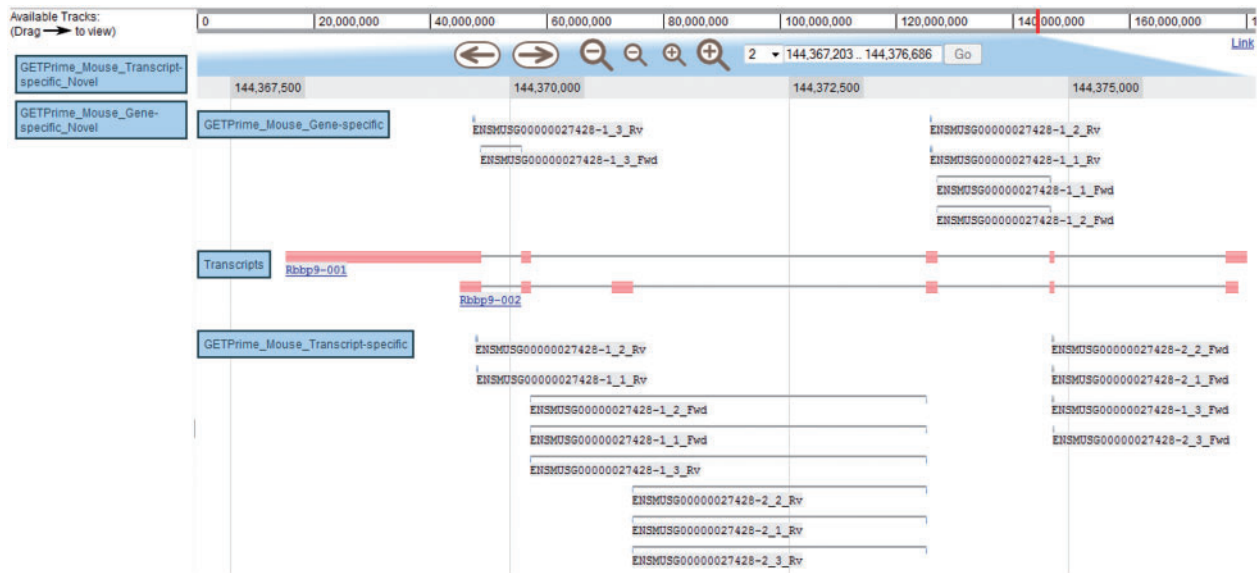 Available Tracks:
(Drag → to view)
0 20,000,000 40,000,000 60,000,000 80,000,000 100,000,000 120,000,000 140,000,000 160,000,000 1
Link
2 144,367,203 .. 144,376,686 Go
GETPrime_Mouse_Transcript-
specific_Novel
144,367,500 144,370,000 144,372,500 144,375,000
GETPrime_Mouse_Gene-
specific_Novel
GETPrime_Mouse_Gene-specific
ENSMUSG00000027428-1_3_Rv ENSMUSG00000027428-1_2_Rv
ENSMUSG00000027428-1_3_Fwd ENSMUSG00000027428-1_1_Rv
ENSMUSG00000027428-1_1_Fwd
ENSMUSG00000027428-1_2_Fwd
Transcripts
Rbbp9-001
Rbbp9-002
GETPrime_Mouse_Transcript-specific
ENSMUSG00000027428-1_2_Rv ENSMUSG00000027428-2_2_Fwd
ENSMUSG00000027428-1_1_Rv ENSMUSG00000027428-2_1_Fwd
ENSMUSG00000027428-1_2_Fwd ENSMUSG00000027428-1_3_Fwd
ENSMUSG00000027428-1_1_Fwd ENSMUSG00000027428-2_3_Fwd
ENSMUSG00000027428-1_3_Rv
ENSMUSG00000027428-2_2_Rv
ENSMUSG00000027428-2_1_Rv
ENSMUSG00000027428-2_3_Rv